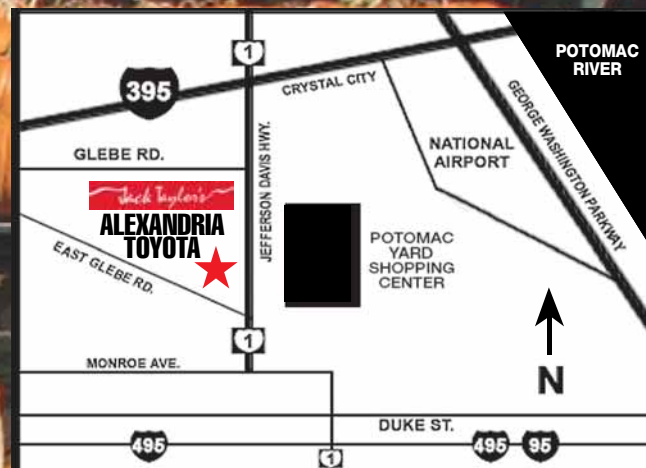 1
POTOMAC
RIVER
395
CRYSTAL CITY
GEORGE WASHINGTON PARKWAY
GLEBE RD.
NATIONAL
AIRPORT
JEFFERSON DAVIS HWY.
Jack Taylor's
ALEXANDRIA
TOYOTA
EAST GLEBE RD.
POTOMAC
YARD
SHOPPING
CENTER
1
MONROE AVE.
N
DUKE ST.
495
1
495
95